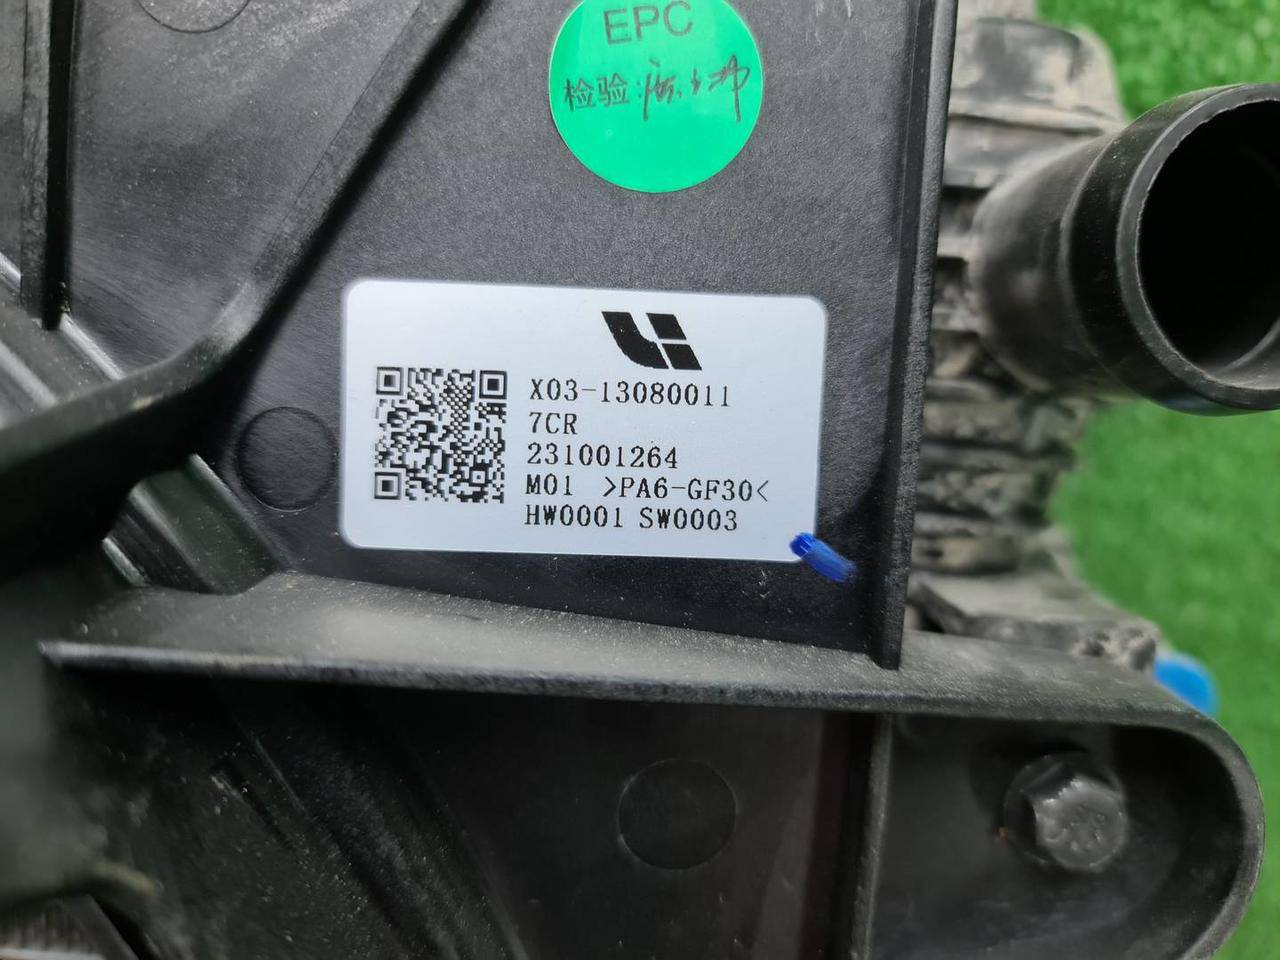 EPC
检验:
X03-13080011
7CR
231001264
M01 >PA6-GF30<
HW0001 SW0003